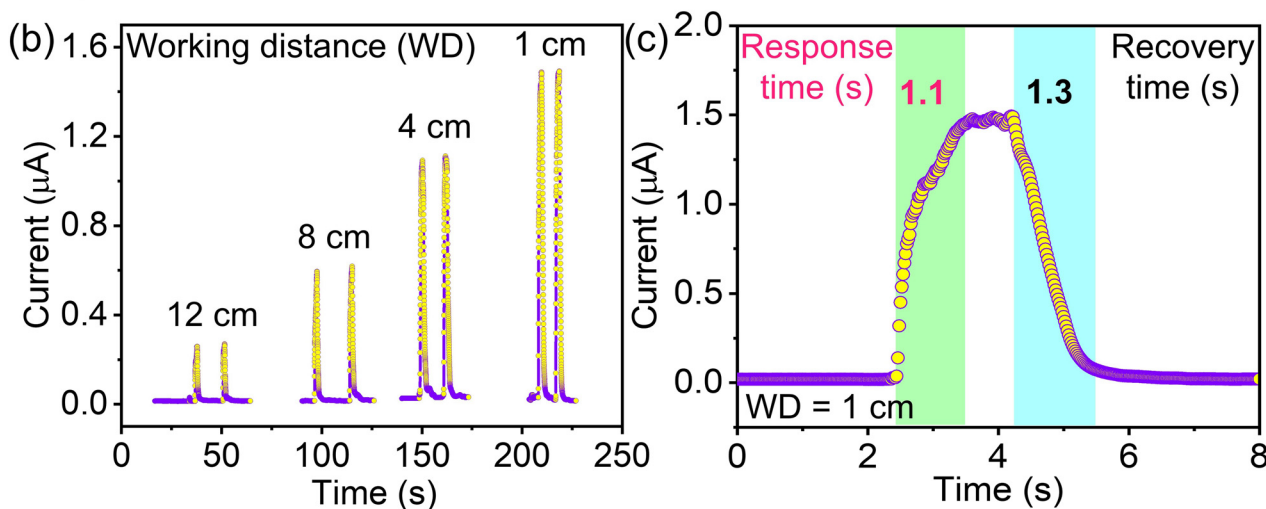 (b)
Working distance (WD)
1 cm
4 cm
8 cm
12 cm
Current (μA)
1.6
1.2
0.8
0.4
0.0
0
50
100
150
200
250
Time (s)
(c)
Response
time (s)
1.1
1.3
Recovery
time (s)
WD = 1 cm
Current (μA)
2.0
1.5
1.0
0.5
0.0
0
2
4
6
8
Time (s)